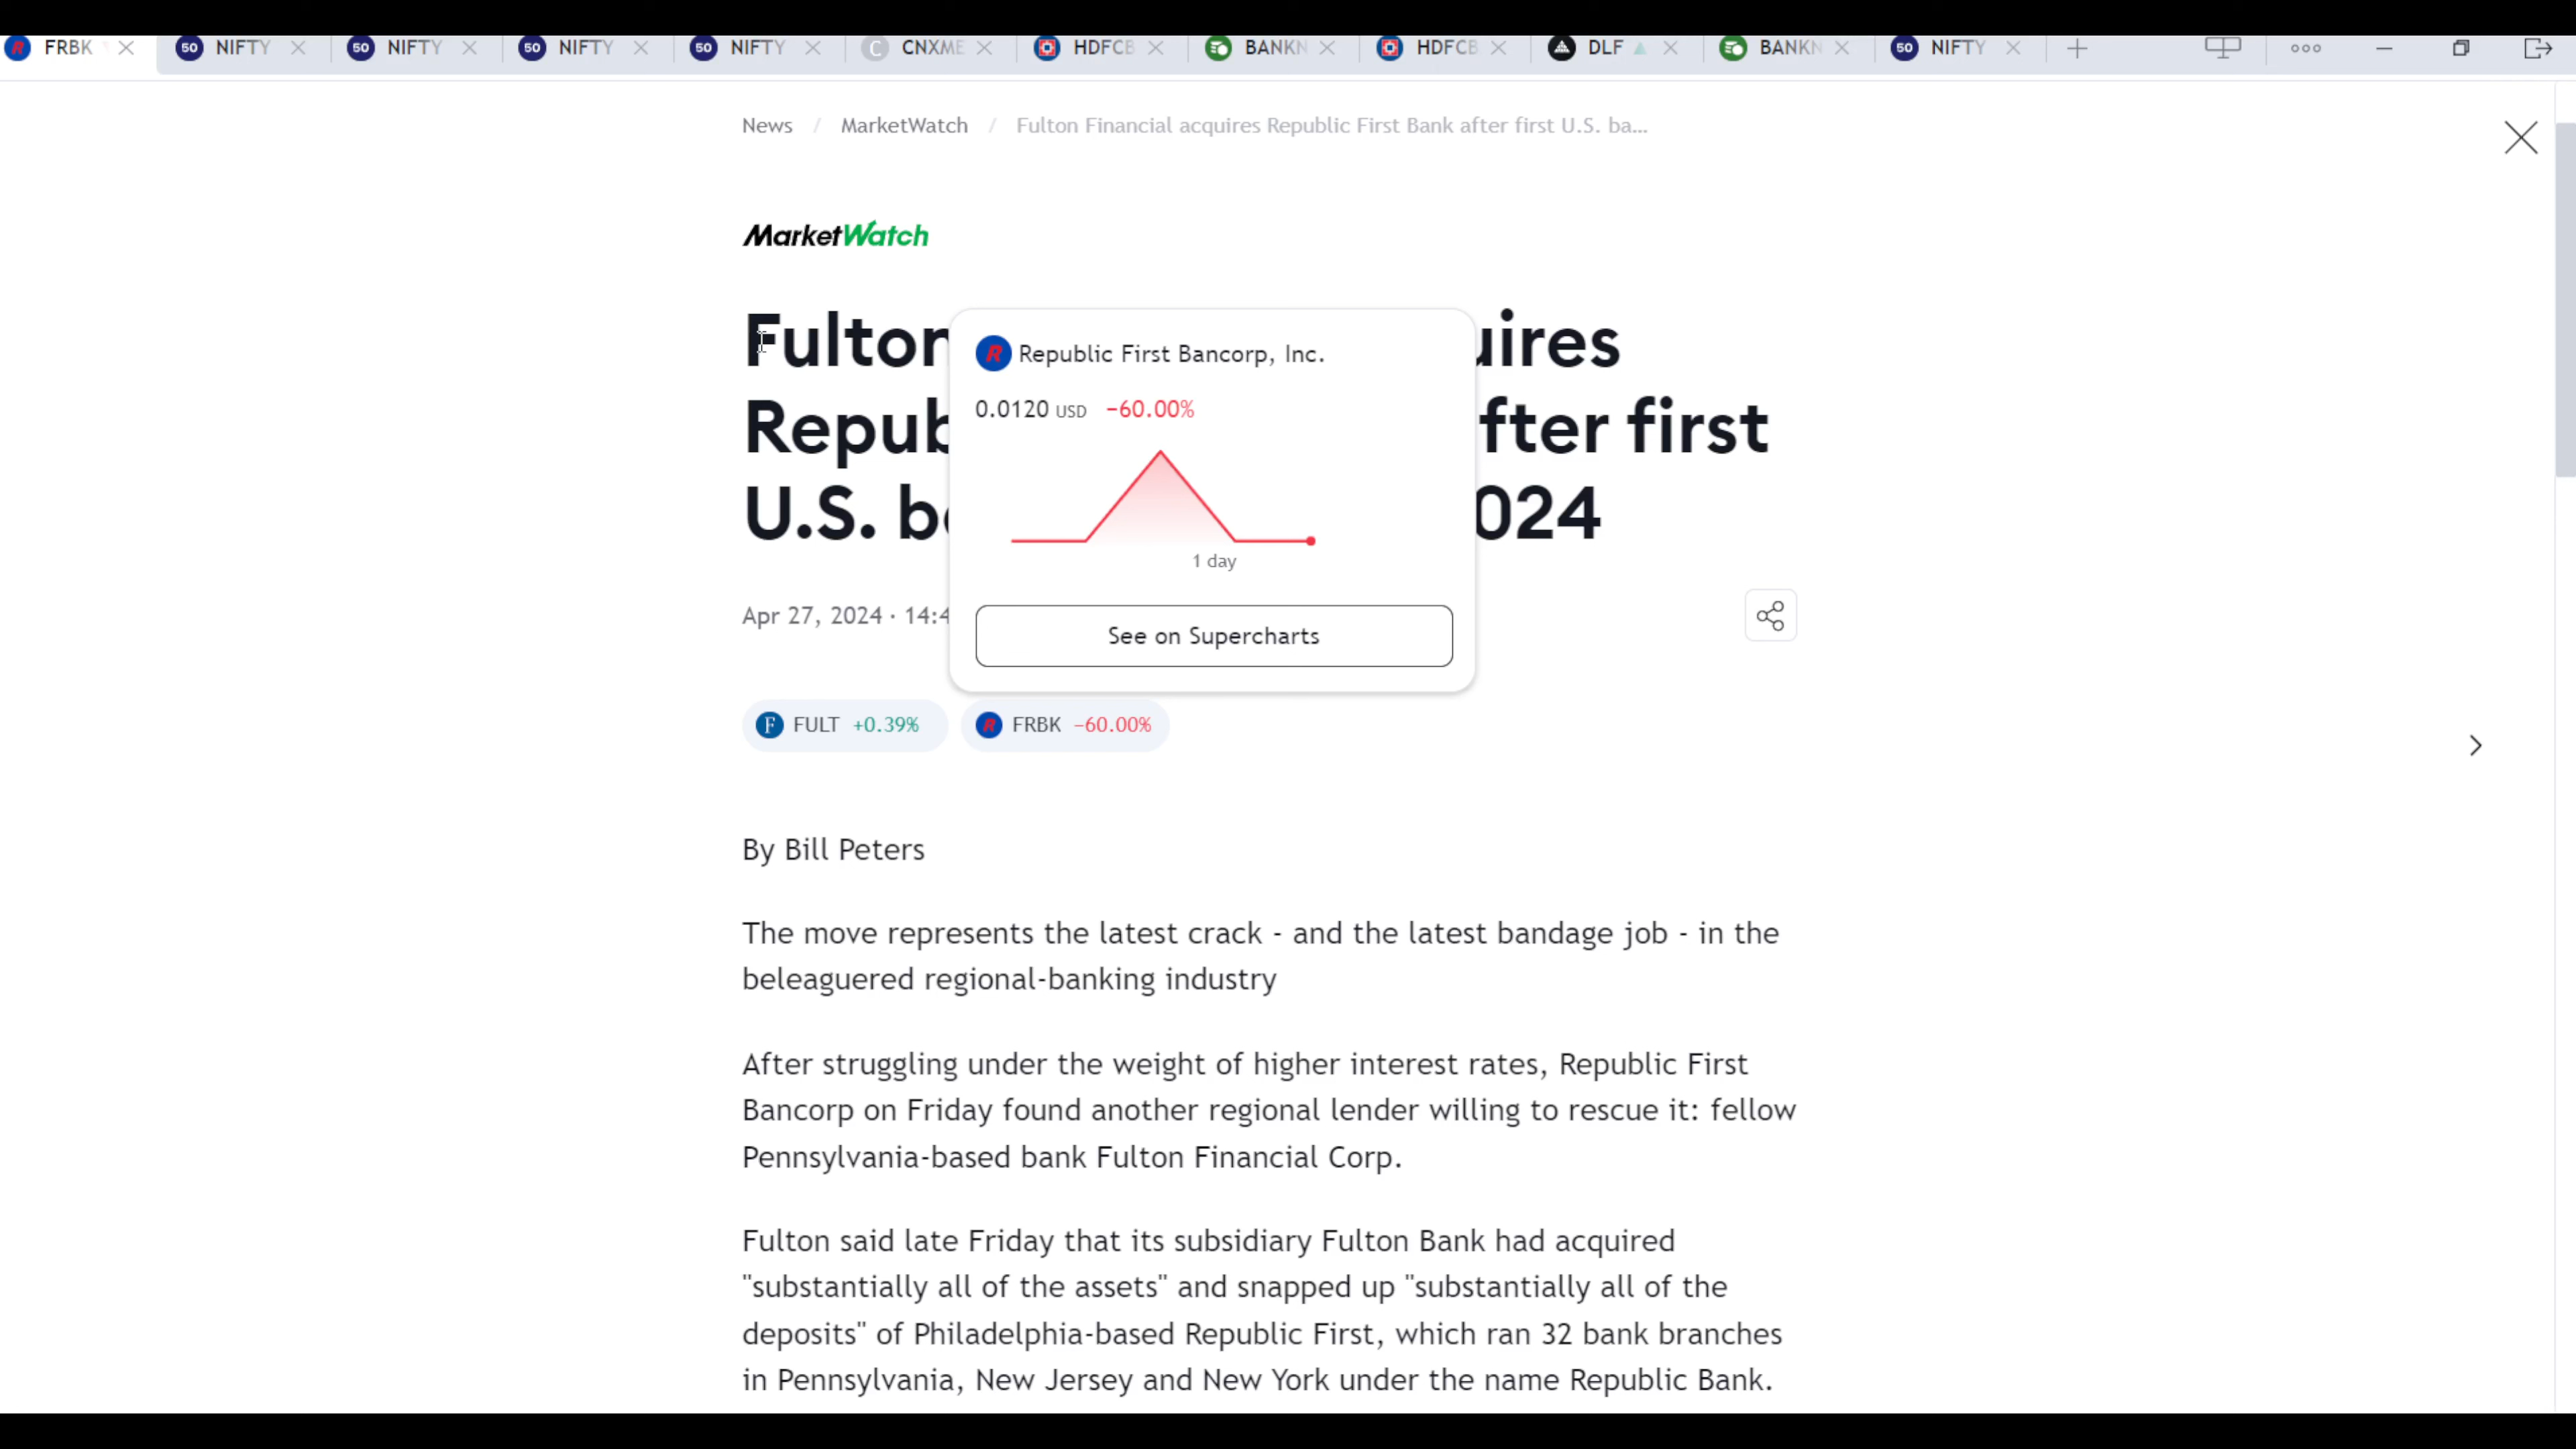 FRBK
50 NIFTY
50 NIFTY
50 NIFTY
50 NIFTY
C CNXME
HDFCB
BANKN
HDFCB
DLF
BANKN
50 NIFTY
News / MarketWatch / Fulton Financial acquires Republic First Bank after first U.S. ba...
MarketWatch
Fulton uires
Repub fter first
U.S. 024
Republic First Bancorp, Inc.
0.0120 USD −60.00%
1 day
See on Supercharts
Apr 27, 2024 · 14:4
F FULT +0.39% R FRBK −60.00%
By Bill Peters
The move represents the latest crack - and the latest bandage job - in the
beleaguered regional-banking industry
After struggling under the weight of higher interest rates, Republic First
Bancorp on Friday found another regional lender willing to rescue it: fellow
Pennsylvania-based bank Fulton Financial Corp.
Fulton said late Friday that its subsidiary Fulton Bank had acquired
"substantially all of the assets" and snapped up "substantially all of the
deposits" of Philadelphia-based Republic First, which ran 32 bank branches
in Pennsylvania, New Jersey and New York under the name Republic Bank.